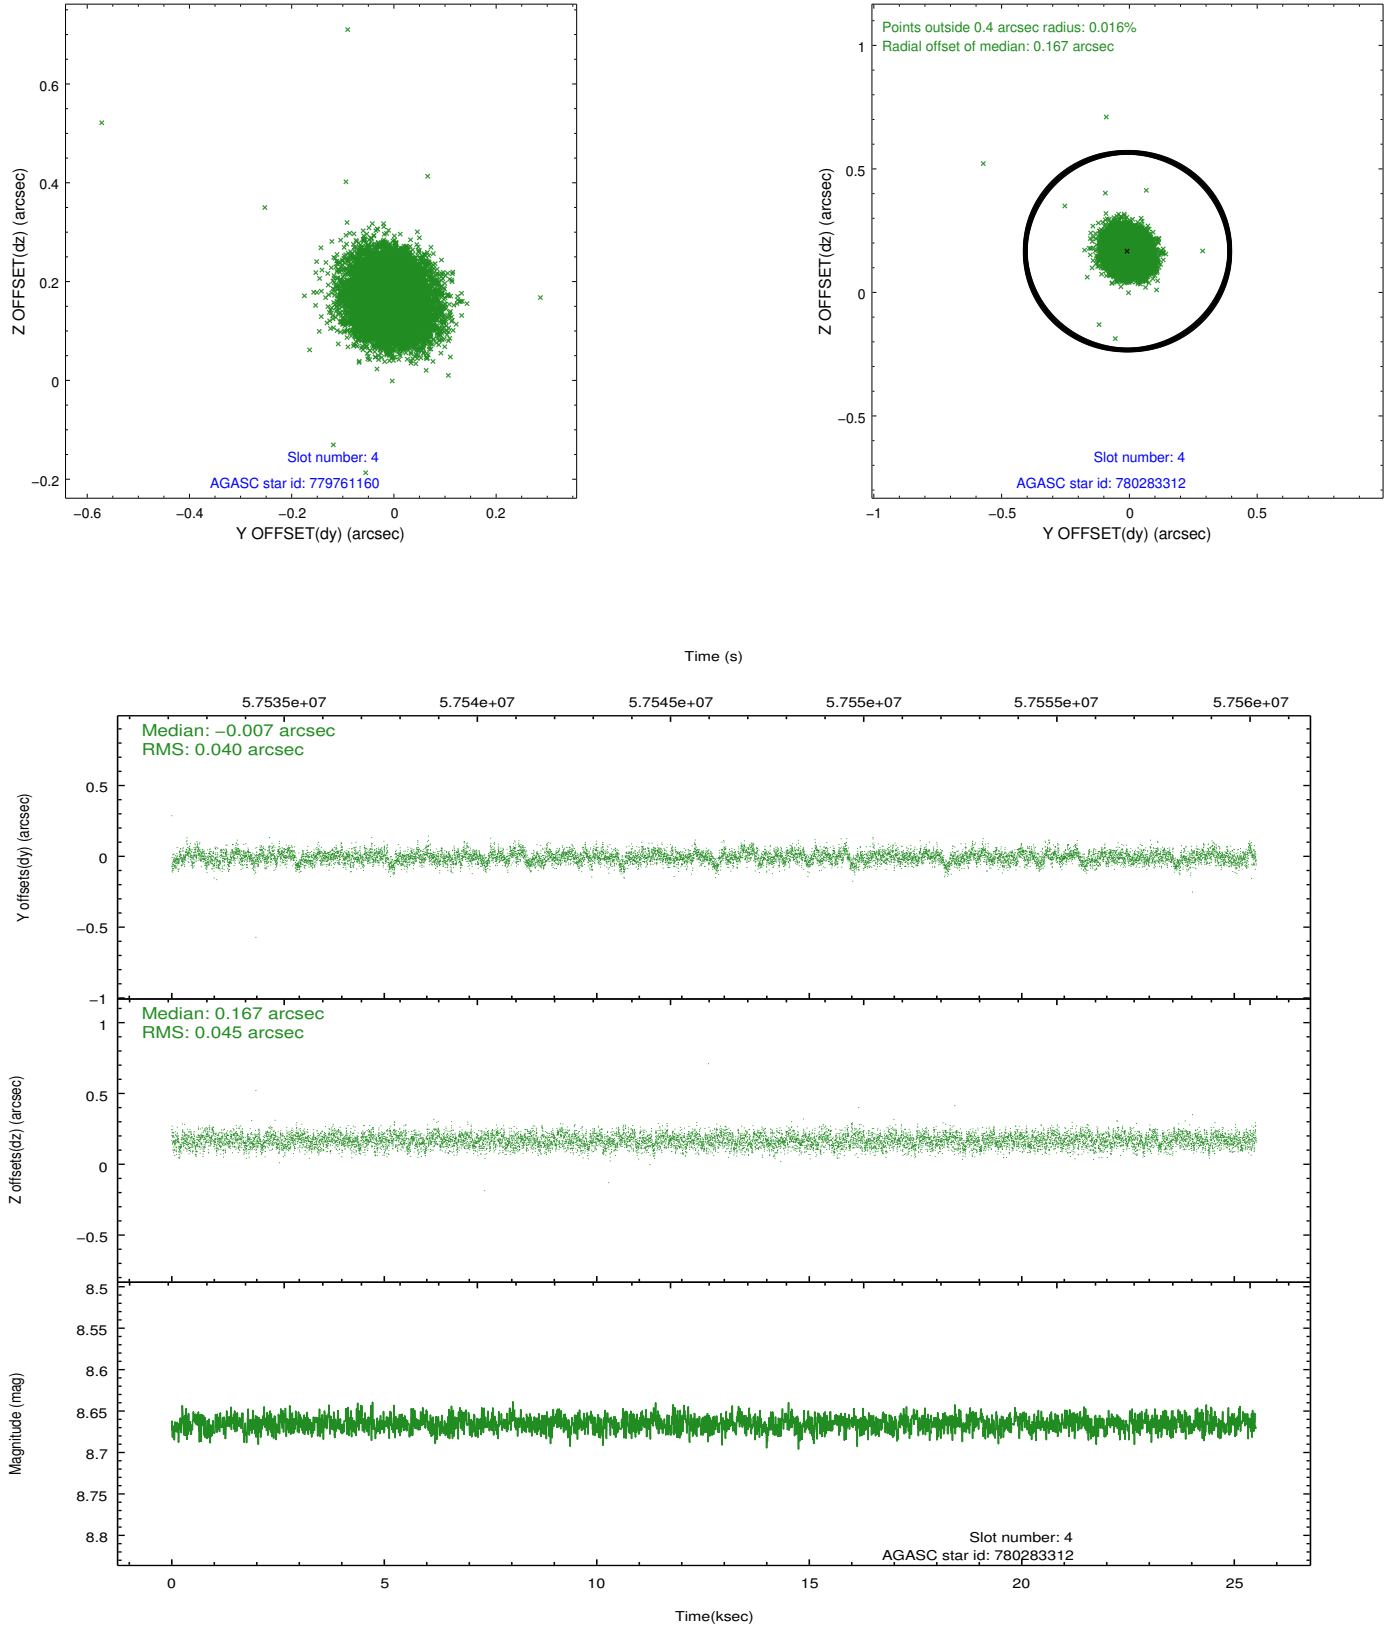 0.6
0.4
0.2
0
−0.2
Z OFFSET(dz) (arcsec)
Slot number: 4
AGASC star id: 779761160
−0.6
−0.4
−0.2
0
0.2
Y OFFSET(dy) (arcsec)
Points outside 0.4 arcsec radius: 0.016%
Radial offset of median: 0.167 arcsec
1
0.5
0
−0.5
Z OFFSET(dz) (arcsec)
Slot number: 4
AGASC star id: 780283312
−1
−0.5
0
0.5
Y OFFSET(dy) (arcsec)
Time (s)
5.7535e+07
5.754e+07
5.7545e+07
5.755e+07
5.7555e+07
5.756e+07
Median: −0.007 arcsec
RMS: 0.040 arcsec
0.5
0
−0.5
−1
Y offsets(dy) (arcsec)
Median: 0.167 arcsec
RMS: 0.045 arcsec
1
0.5
0
−0.5
Z offsets(dz) (arcsec)
8.5
8.55
8.6
8.65
8.7
8.75
8.8
Magnitude (mag)
Slot number: 4
AGASC star id: 780283312
0
5
10
15
20
25
Time(ksec)